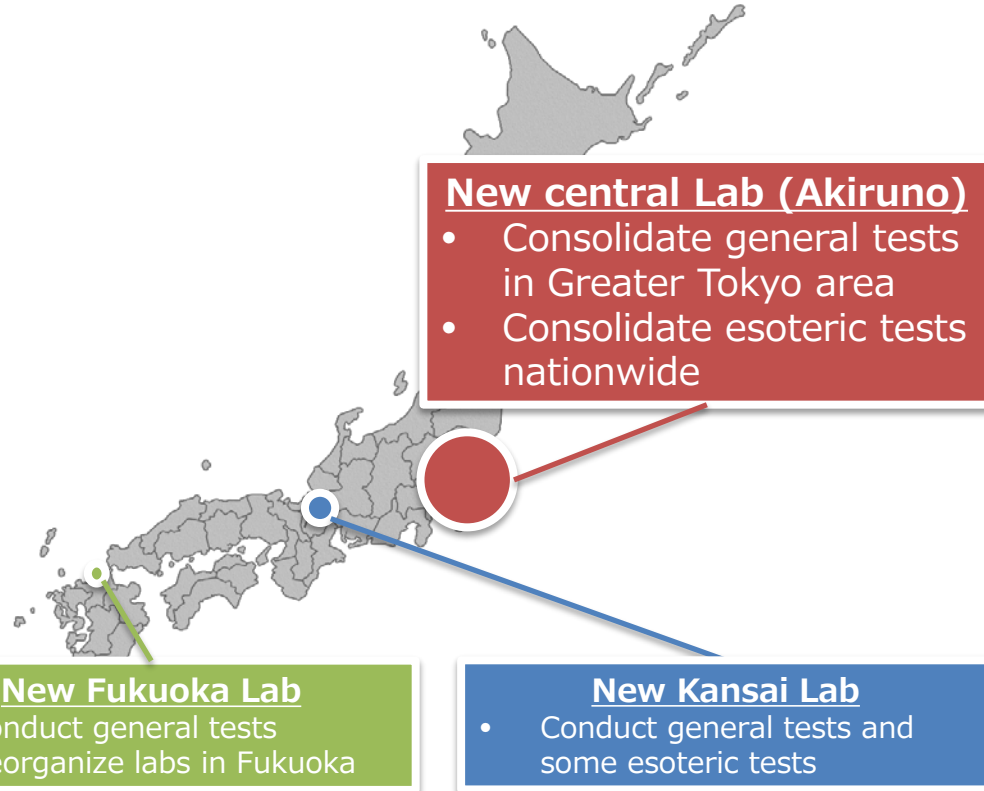 New central Lab (Akiruno)
• Consolidate general tests
in Greater Tokyo area
• Consolidate esoteric tests
nationwide
New Fukuoka Lab
onduct general tests
eorganize labs in Fukuoka
New Kansai Lab
• Conduct general tests and
some esoteric tests